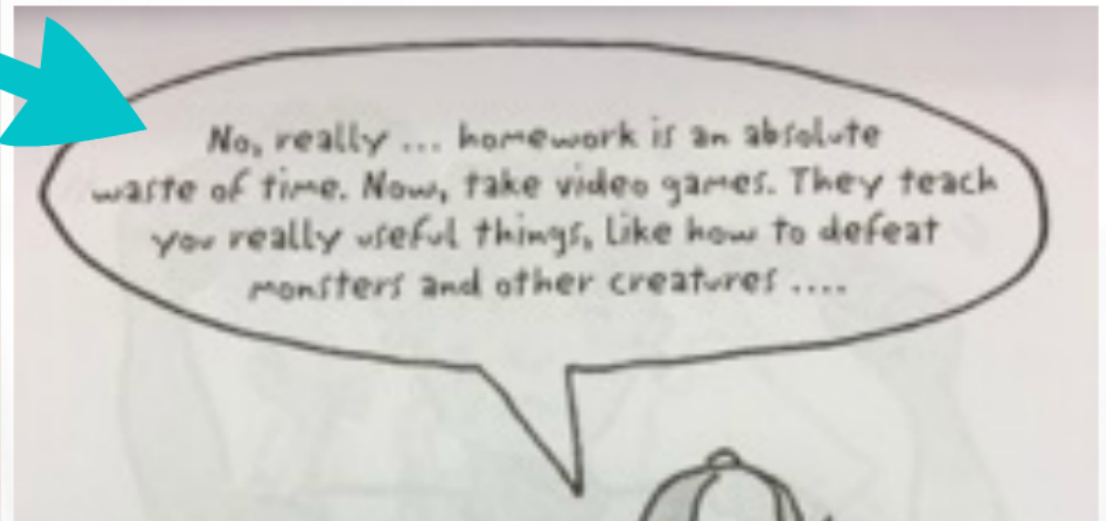 No, really ... homework is an absolute
waste of time. Now, take video games. They teach
you really useful things, like how to defeat
monsters and other creatures ....